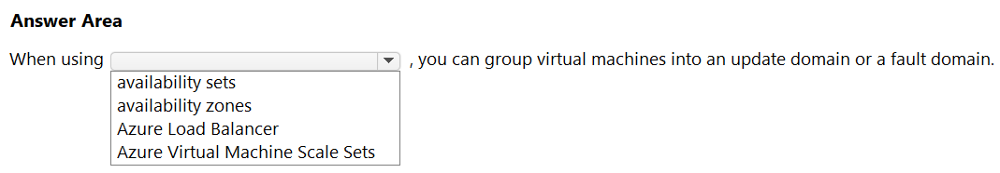 Answer Area
When using , you can group virtual machines into an update domain or a fault domain.
availability sets
availability zones
Azure Load Balancer
Azure Virtual Machine Scale Sets